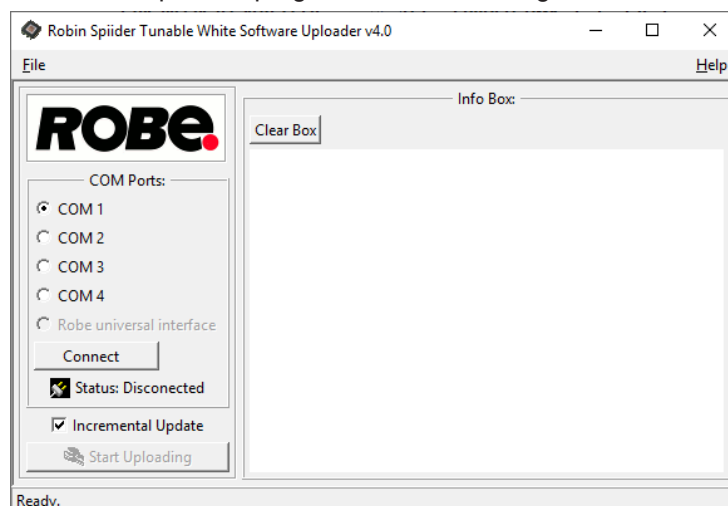 Robin Spiider Tunable White Software Uploader v4.0
File
Help
ROBE
COM Ports:
COM 1
COM 2
COM 3
COM 4
Robe universal interface
Connect
Status: Disconected
Incremental Update
Start Uploading
Info Box:
Clear Box
Ready.